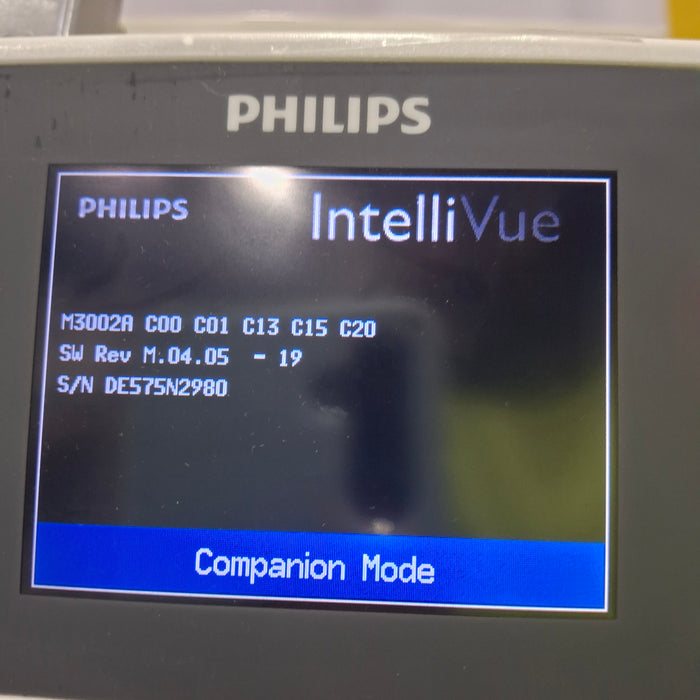 PHILIPS
PHILIPS IntelliVue
M3002A C00 C01 C13 C15 C20
SW Rev M.04.05 - 19
S/N DE575N2980
Companion Mode